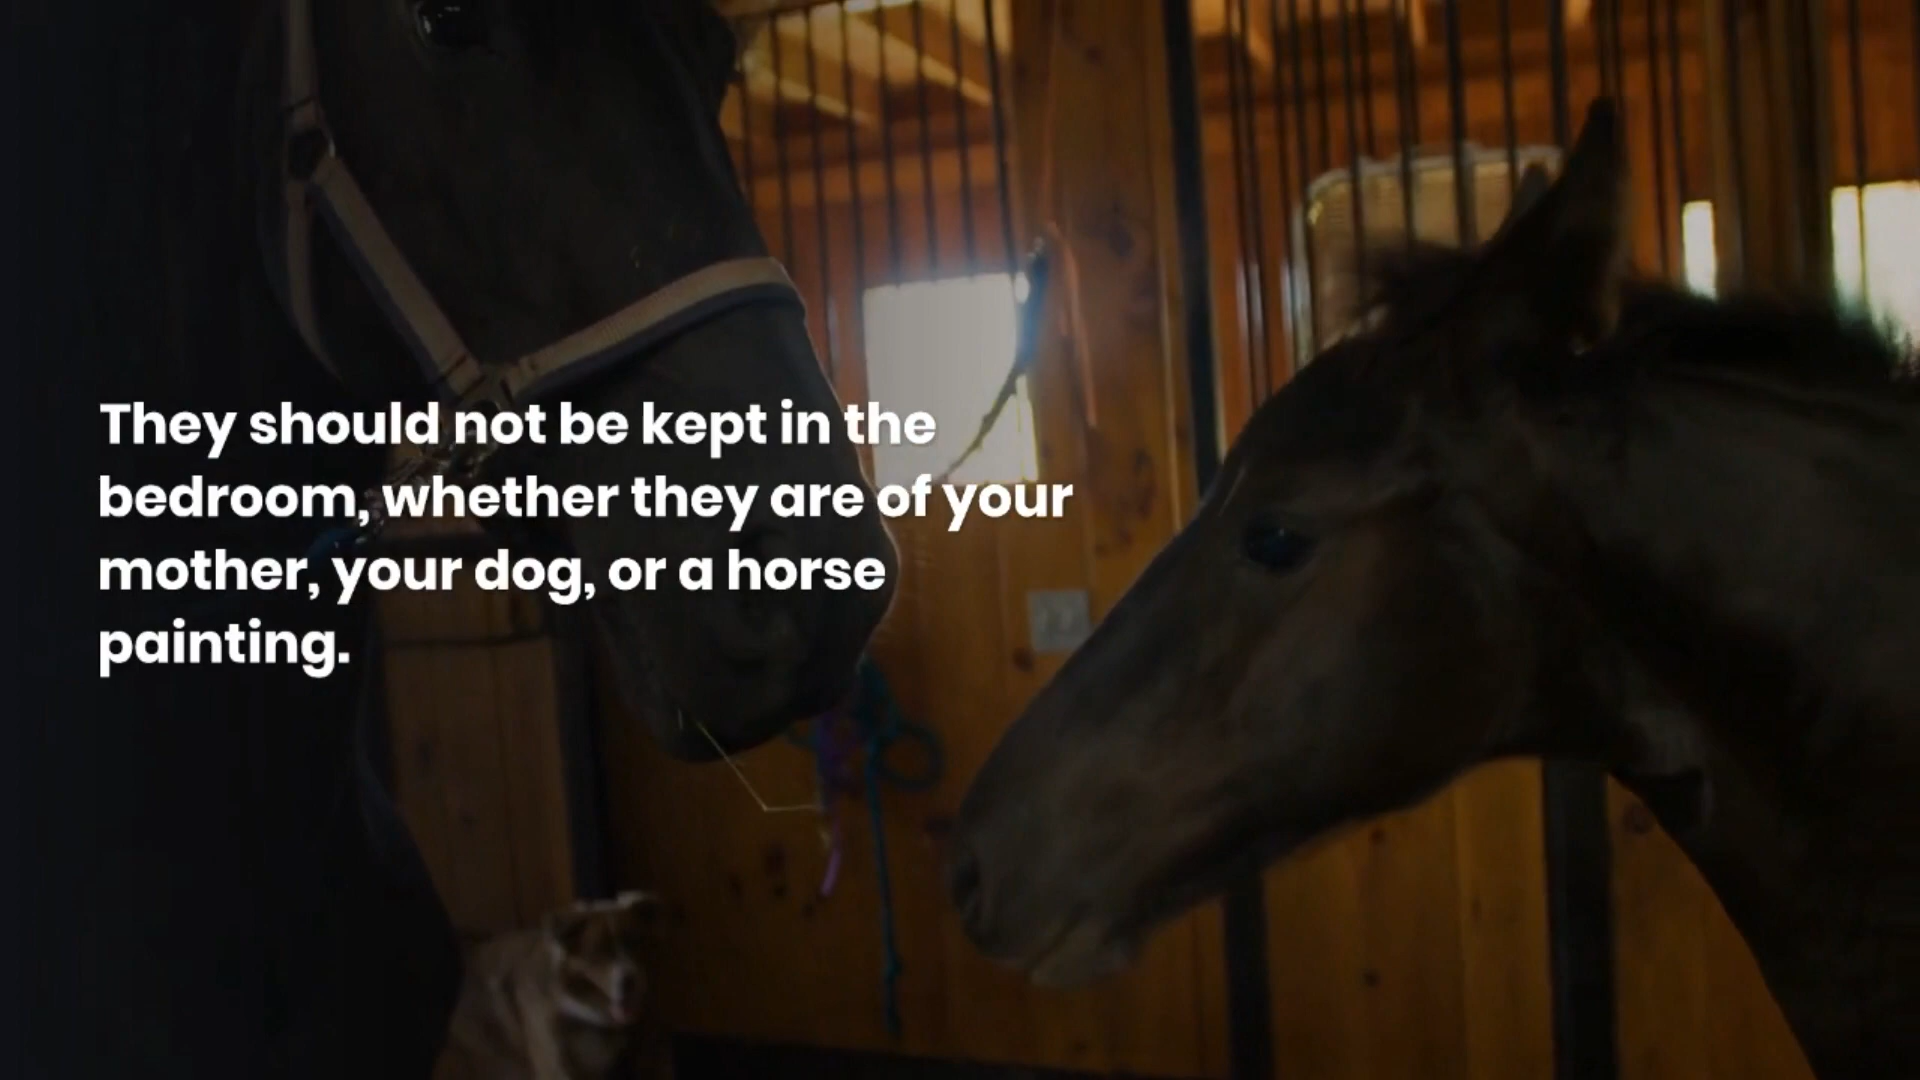 They should not be kept in the
bedroom, whether they are of your
mother, your dog, or a horse
painting.